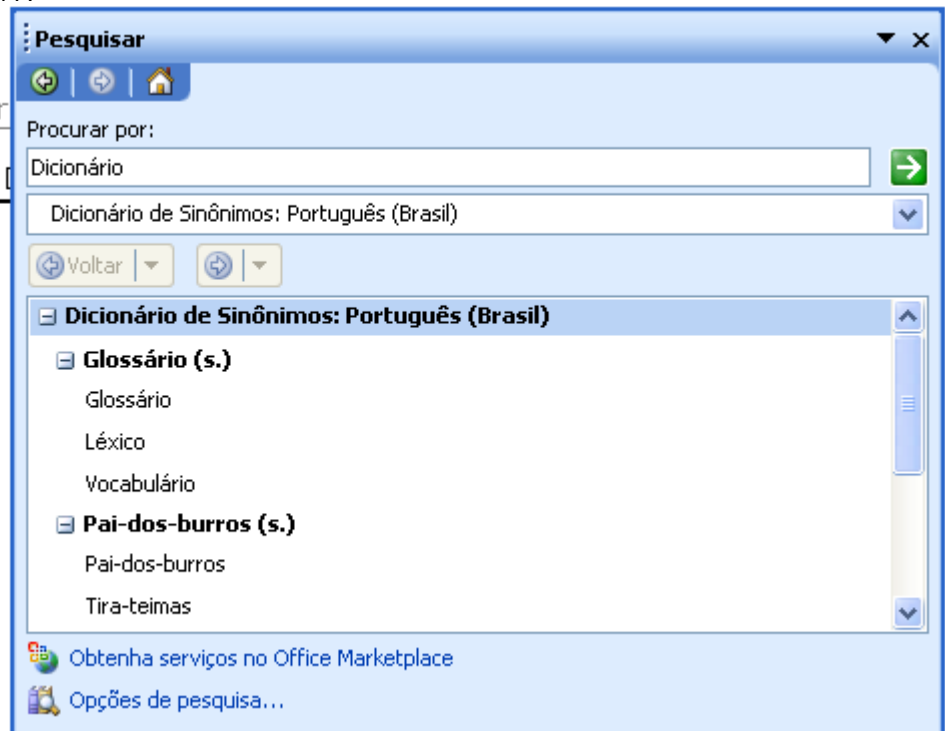 Pesquisar
Procurar por:
Dicionário
Dicionário de Sinônimos: Português (Brasil)
Voltar
Dicionário de Sinônimos: Português (Brasil)
Glossário (s.)
Glossário
Léxico
Vocabulário
Pai-dos-burros (s.)
Pai-dos-burros
Tira-teimas
Obtenha serviços no Office Marketplace
Opções de pesquisa...